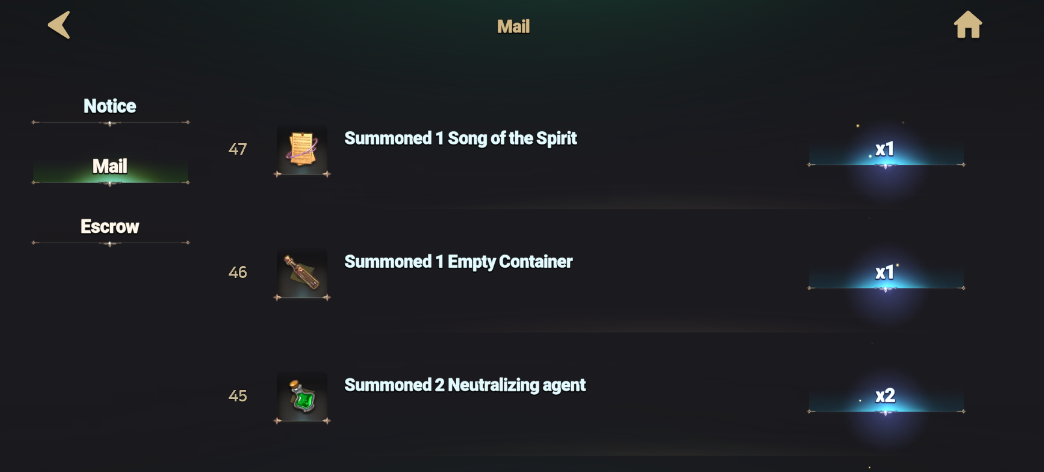 Mail
Notice
Mail
Escrow
47 Summoned 1 Song of the Spirit x1
46 Summoned 1 Empty Container x1
45 Summoned 2 Neutralizing agent x2